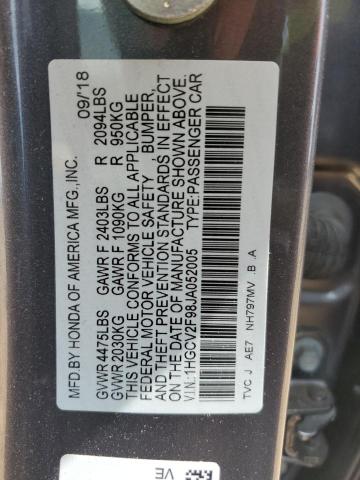 MFD.BY HONDA OF AMERICA MFG.,INC. 09/'18
GVWR 4475LBS GAWR F 2403LBS R 2094LBS
GVWR 2030KG GAWR F 1090KG R 950KG
THIS VEHICLE CONFORMS TO ALL APPLICABLE
FEDERAL MOTOR VEHICLE SAFETY BUMPER,
AND THEFT PREVENTION STANDARDS IN EFFECT
ON THE DATE OF MANUFACTURE SHOWN ABOVE.
V.I.N:1HGCV2F98JA052005 TYPE:PASSENGER CAR
TVC J AE7 NH797MV .B .A
VE